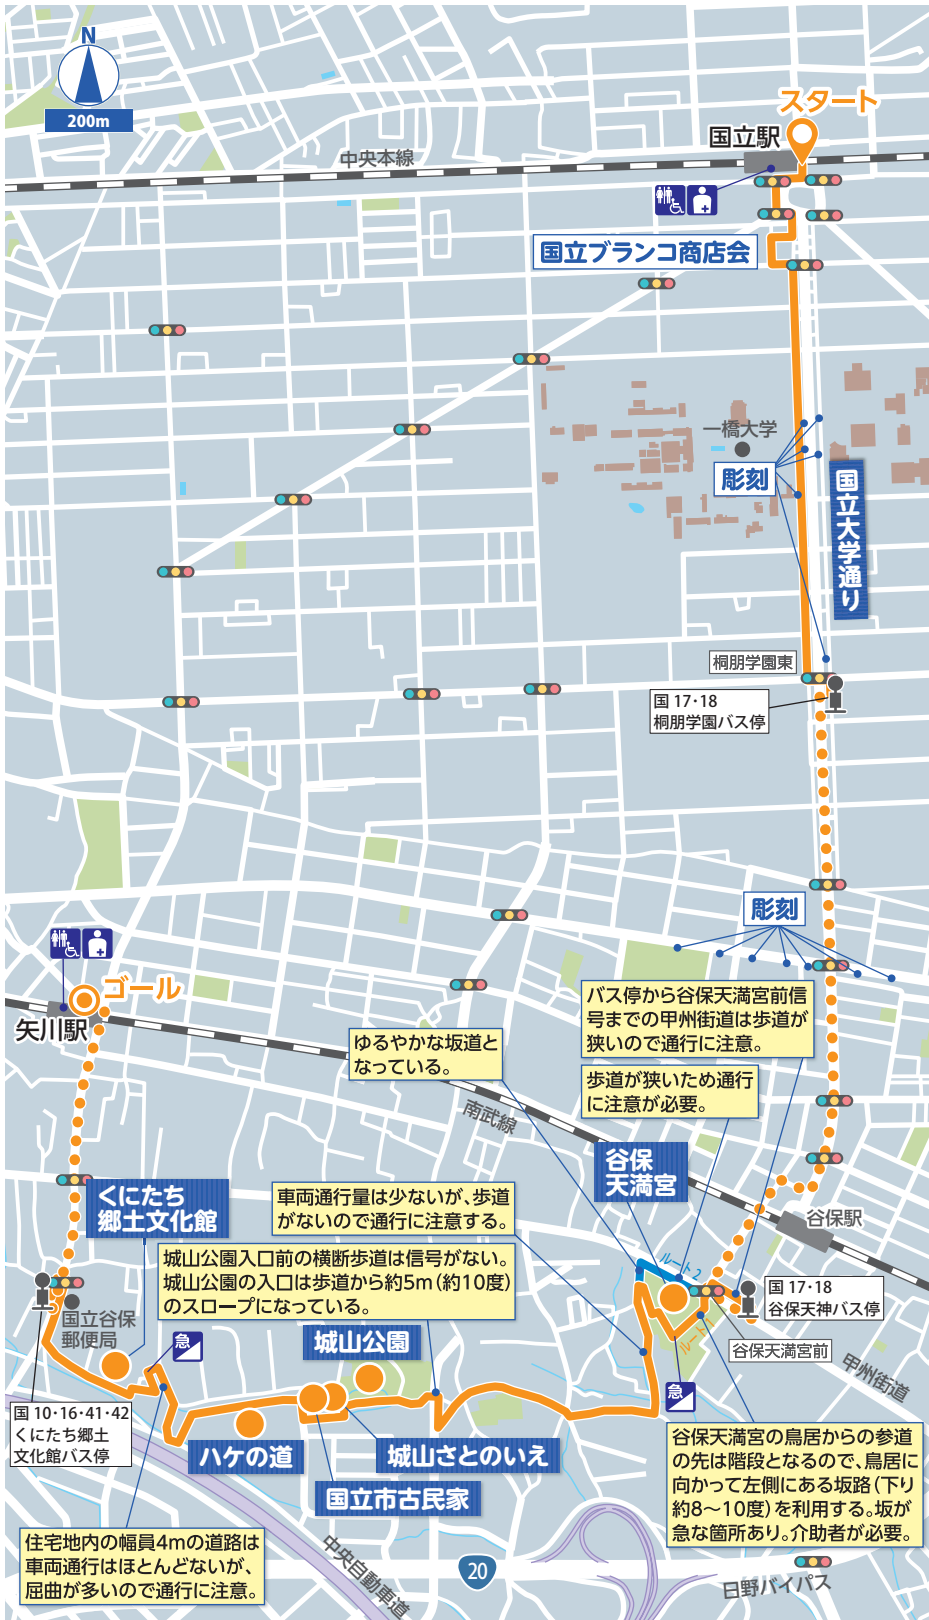 N
200m
スタート
国立駅
中央本線
国立ブランコ商店会
一橋大学
彫刻
国立大学通り
桐朋学園東
国 17・18
桐朋学園バス停
彫刻
ゴール
矢川駅
バス停から谷保天満宮前信
号までの甲州街道は歩道が
狭いので通行に注意。
ゆるやかな坂道と
なっている。
歩道が狭いため通行
に注意が必要。
南武線
谷保
天満宮
くにたち
郷土文化館
車両通行量は少ないが、歩道
がないので通行に注意する。
谷保駅
城山公園入口前の横断歩道は信号がない。
城山公園の入口は歩道から約5m(約10度)
のスロープになっている。
ルート2
国 17・18
谷保天神バス停
国立谷保
郵便局
急
城山公園
ルート1
谷保天満宮前
甲州街道
急
国 10・16・41・42
くにたち郷土
文化館バス停
ハケの道
城山さとのいえ
国立市古民家
谷保天満宮の鳥居からの参道
の先は階段となるので、鳥居に
向かって左側にある坂路(下り
約8〜10度)を利用する。坂が
急な箇所あり。介助者が必要。
住宅地内の幅員4mの道路は
車両通行はほとんどないが、
屈曲が多いので通行に注意。
中央自動車道
20
日野バイパス